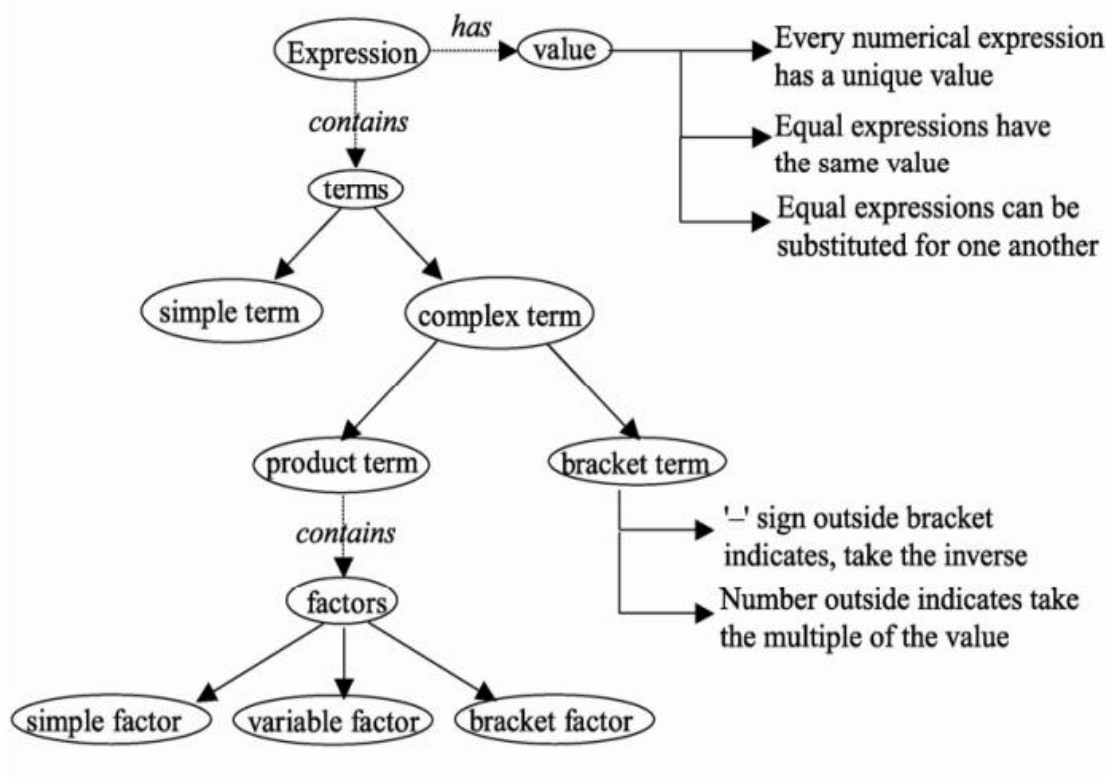 Expression
has
value
Every numerical expression
has a unique value
contains
Equal expressions have
the same value
terms
Equal expressions can be
substituted for one another
simple term
complex term
product term
bracket term
contains
'–' sign outside bracket
indicates, take the inverse
factors
Number outside indicates take
the multiple of the value
simple factor
variable factor
bracket factor